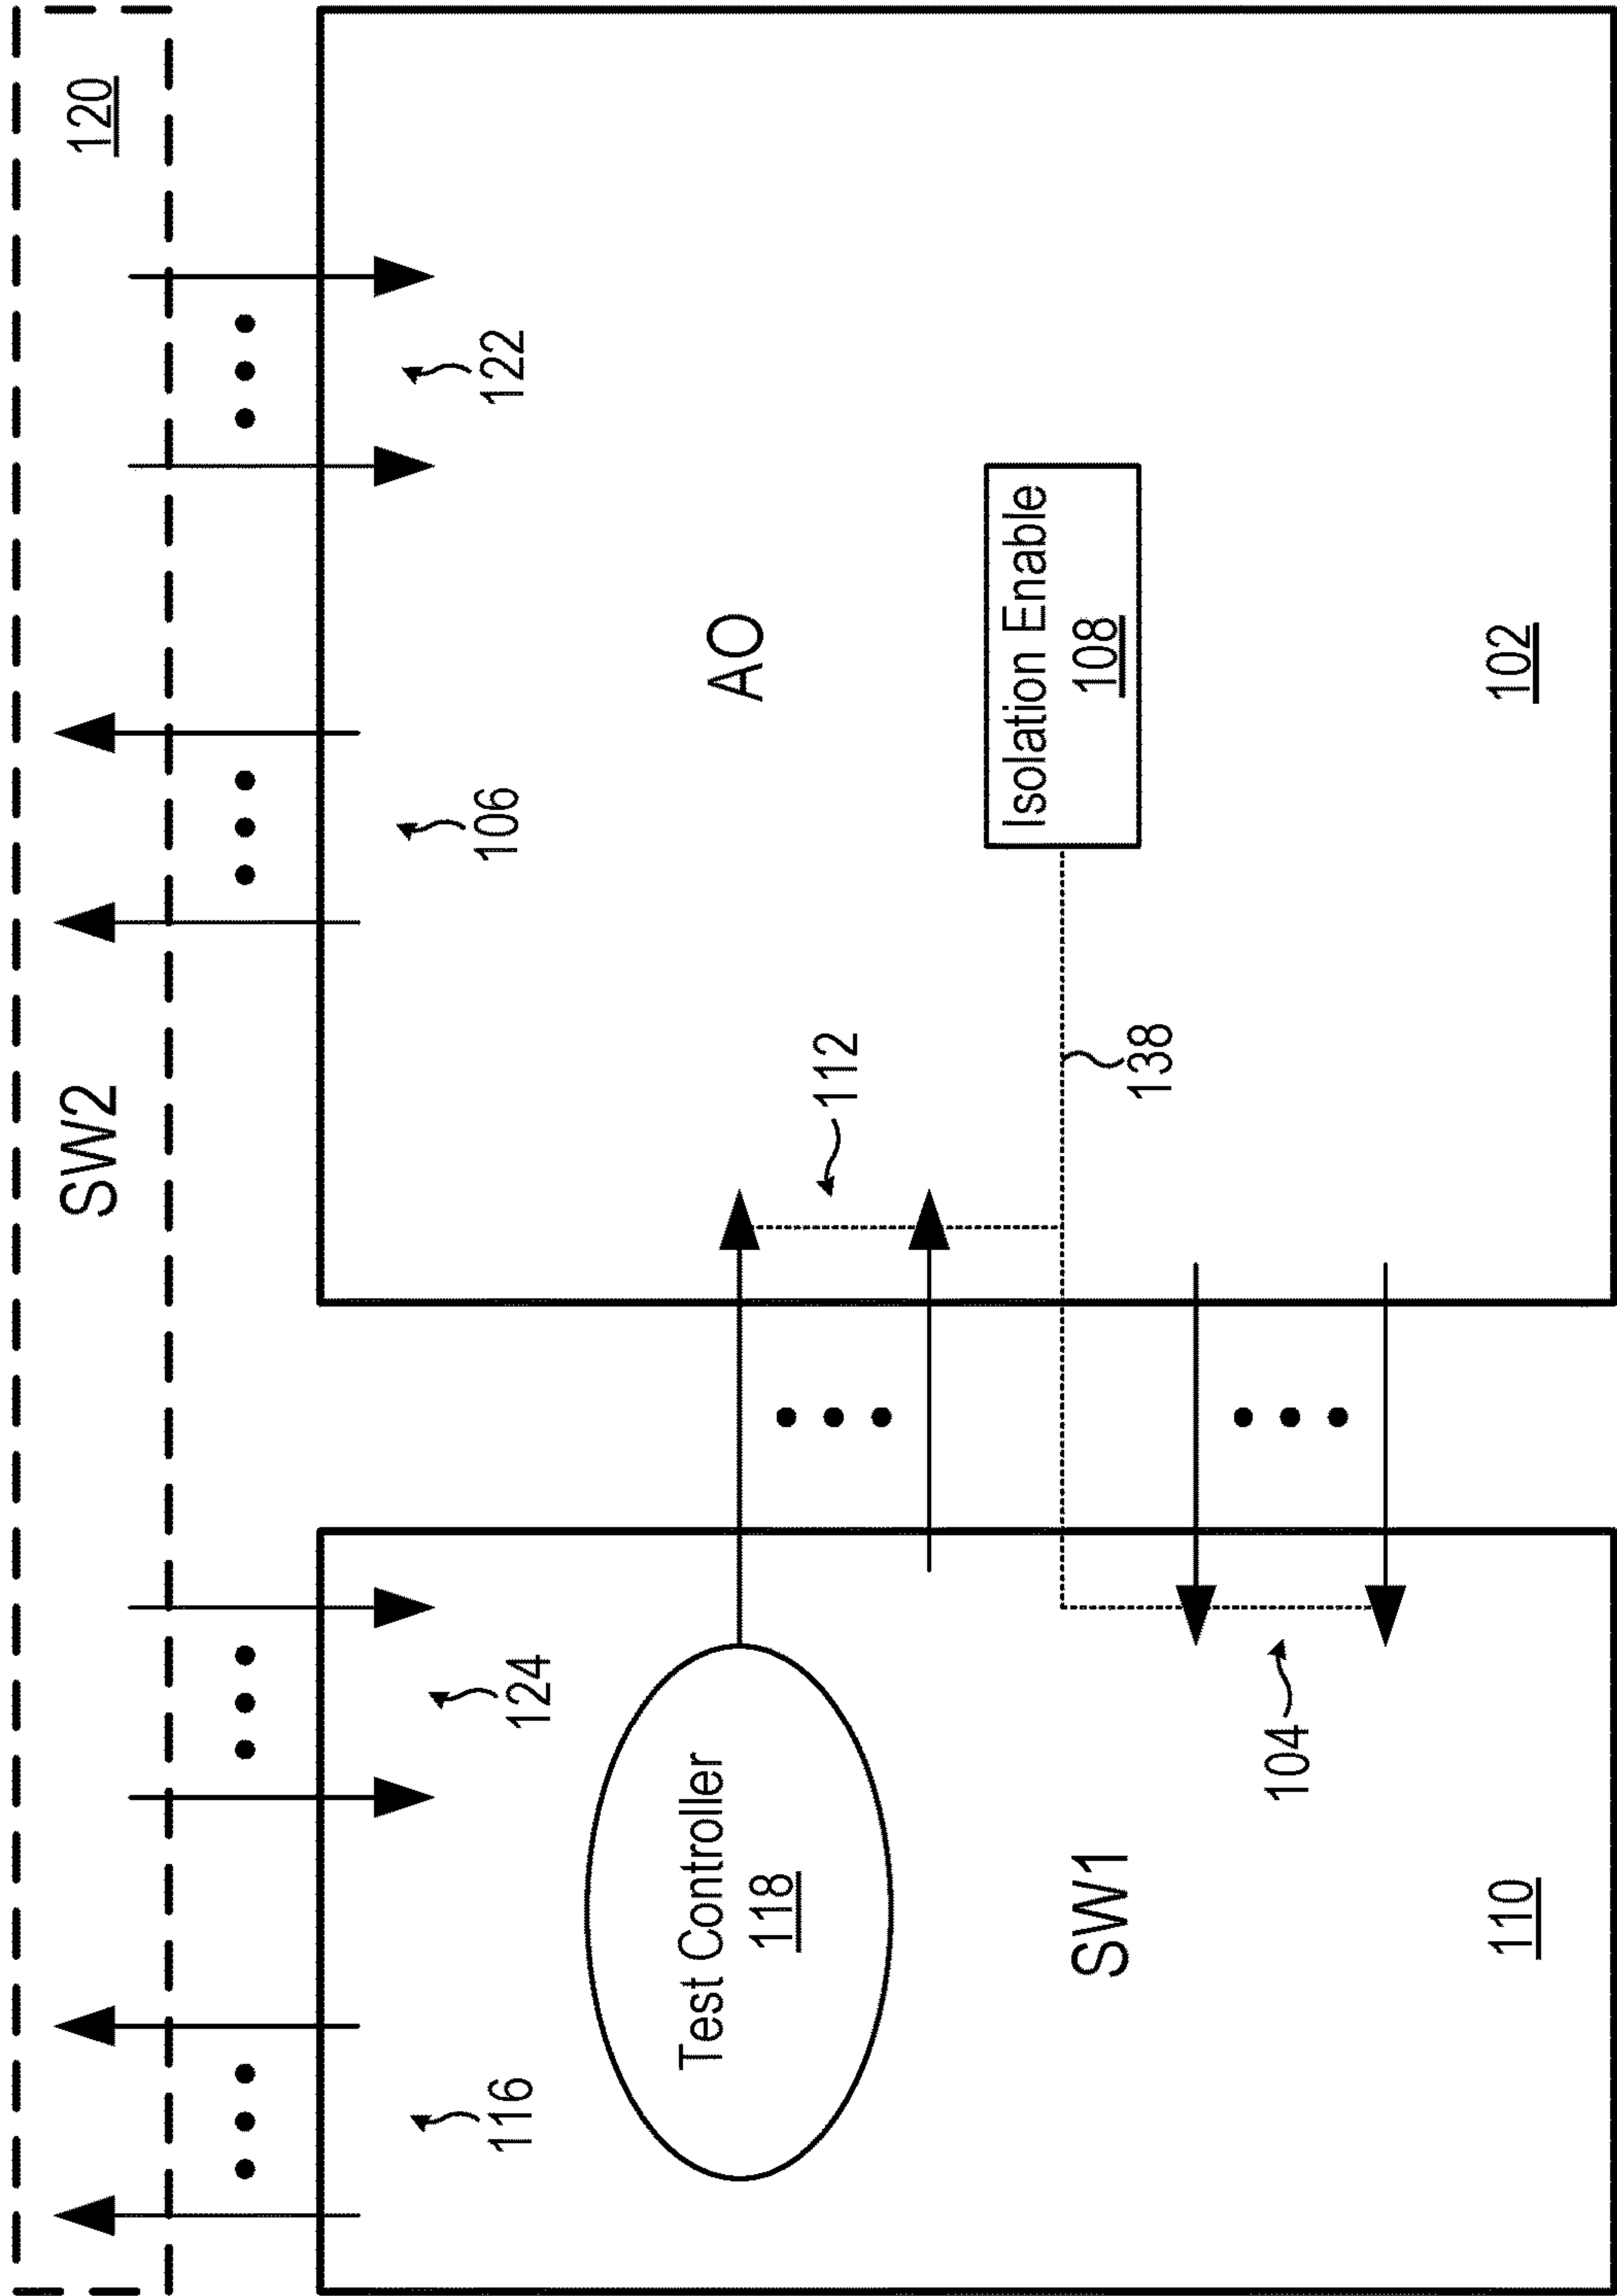 SW2
120
116
124
106
122
Test Controller
118
112
AO
Isolation Enable
108
138
SW1
104
110
102